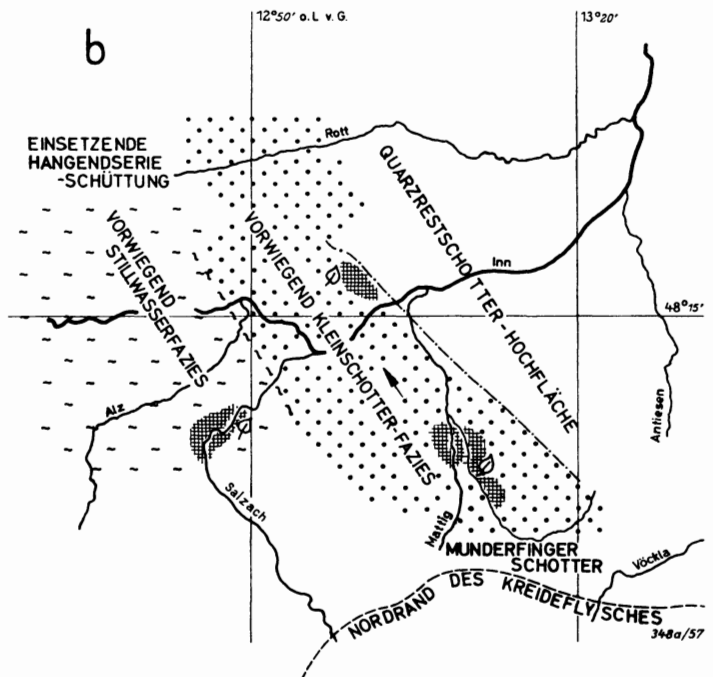 b
12°50' o.L v. G.
13°20'
EINSETZENDE
HANGENDSERIE
-SCHÜTTUNG
Rott
QUARZRESTSCHOTTER-HOCHFLÄCHE
VORWIEGEND
STILLWASSERFAZIES
VORWIEGEND KLEINSCHOTTER-FAZIES
Inn
48°15'
Alz
Antiesen
Salzach
Mattig
MUNDERFINGER
SCHOTTER
Vöckla
NORDRAND DES KREIDEFLYSCHES
348a/57